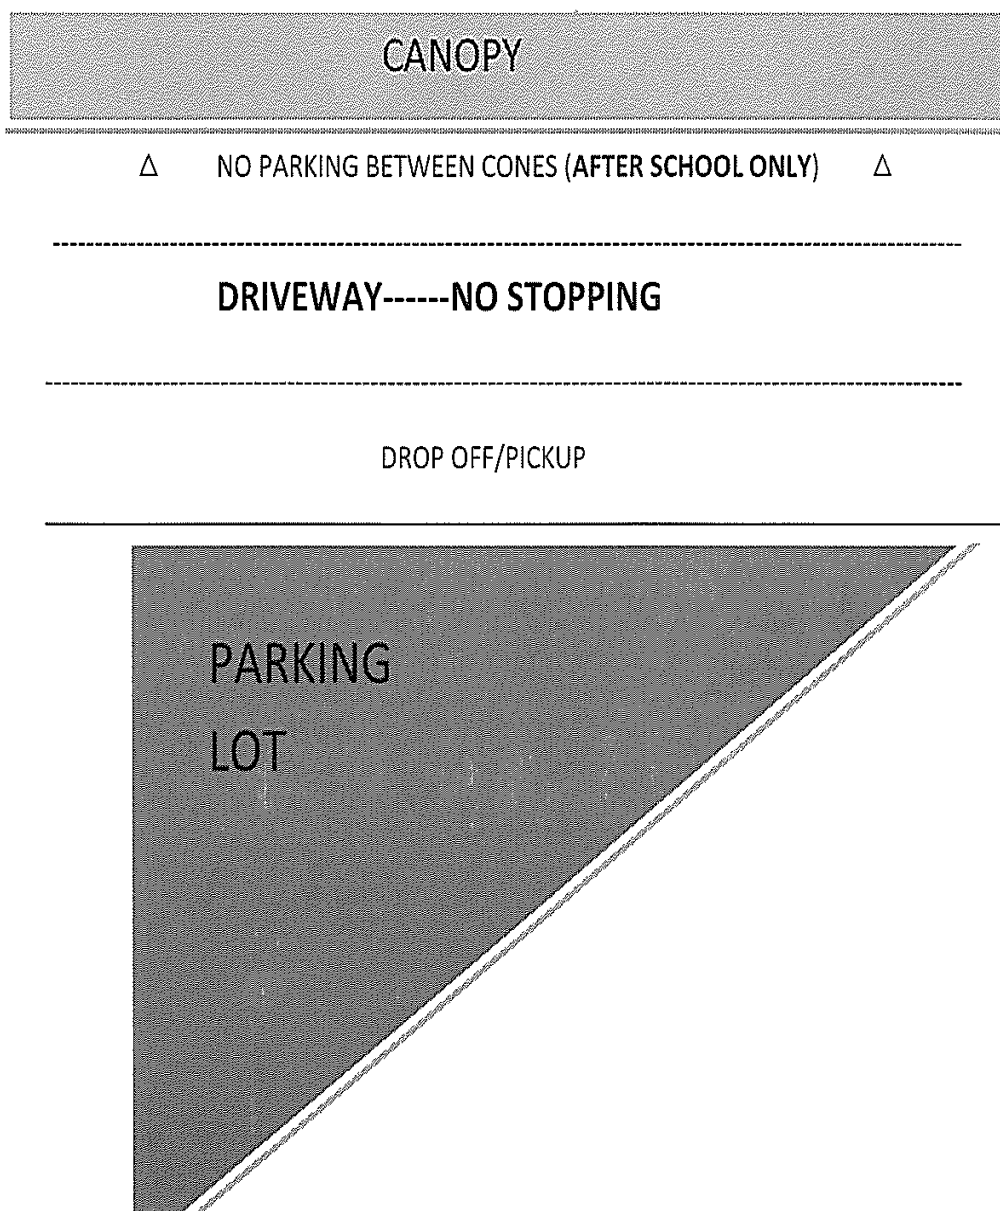 CANOPY
Δ NO PARKING BETWEEN CONES (AFTER SCHOOL ONLY) Δ
DRIVEWAY------NO STOPPING
DROP OFF/PICKUP
PARKING
LOT